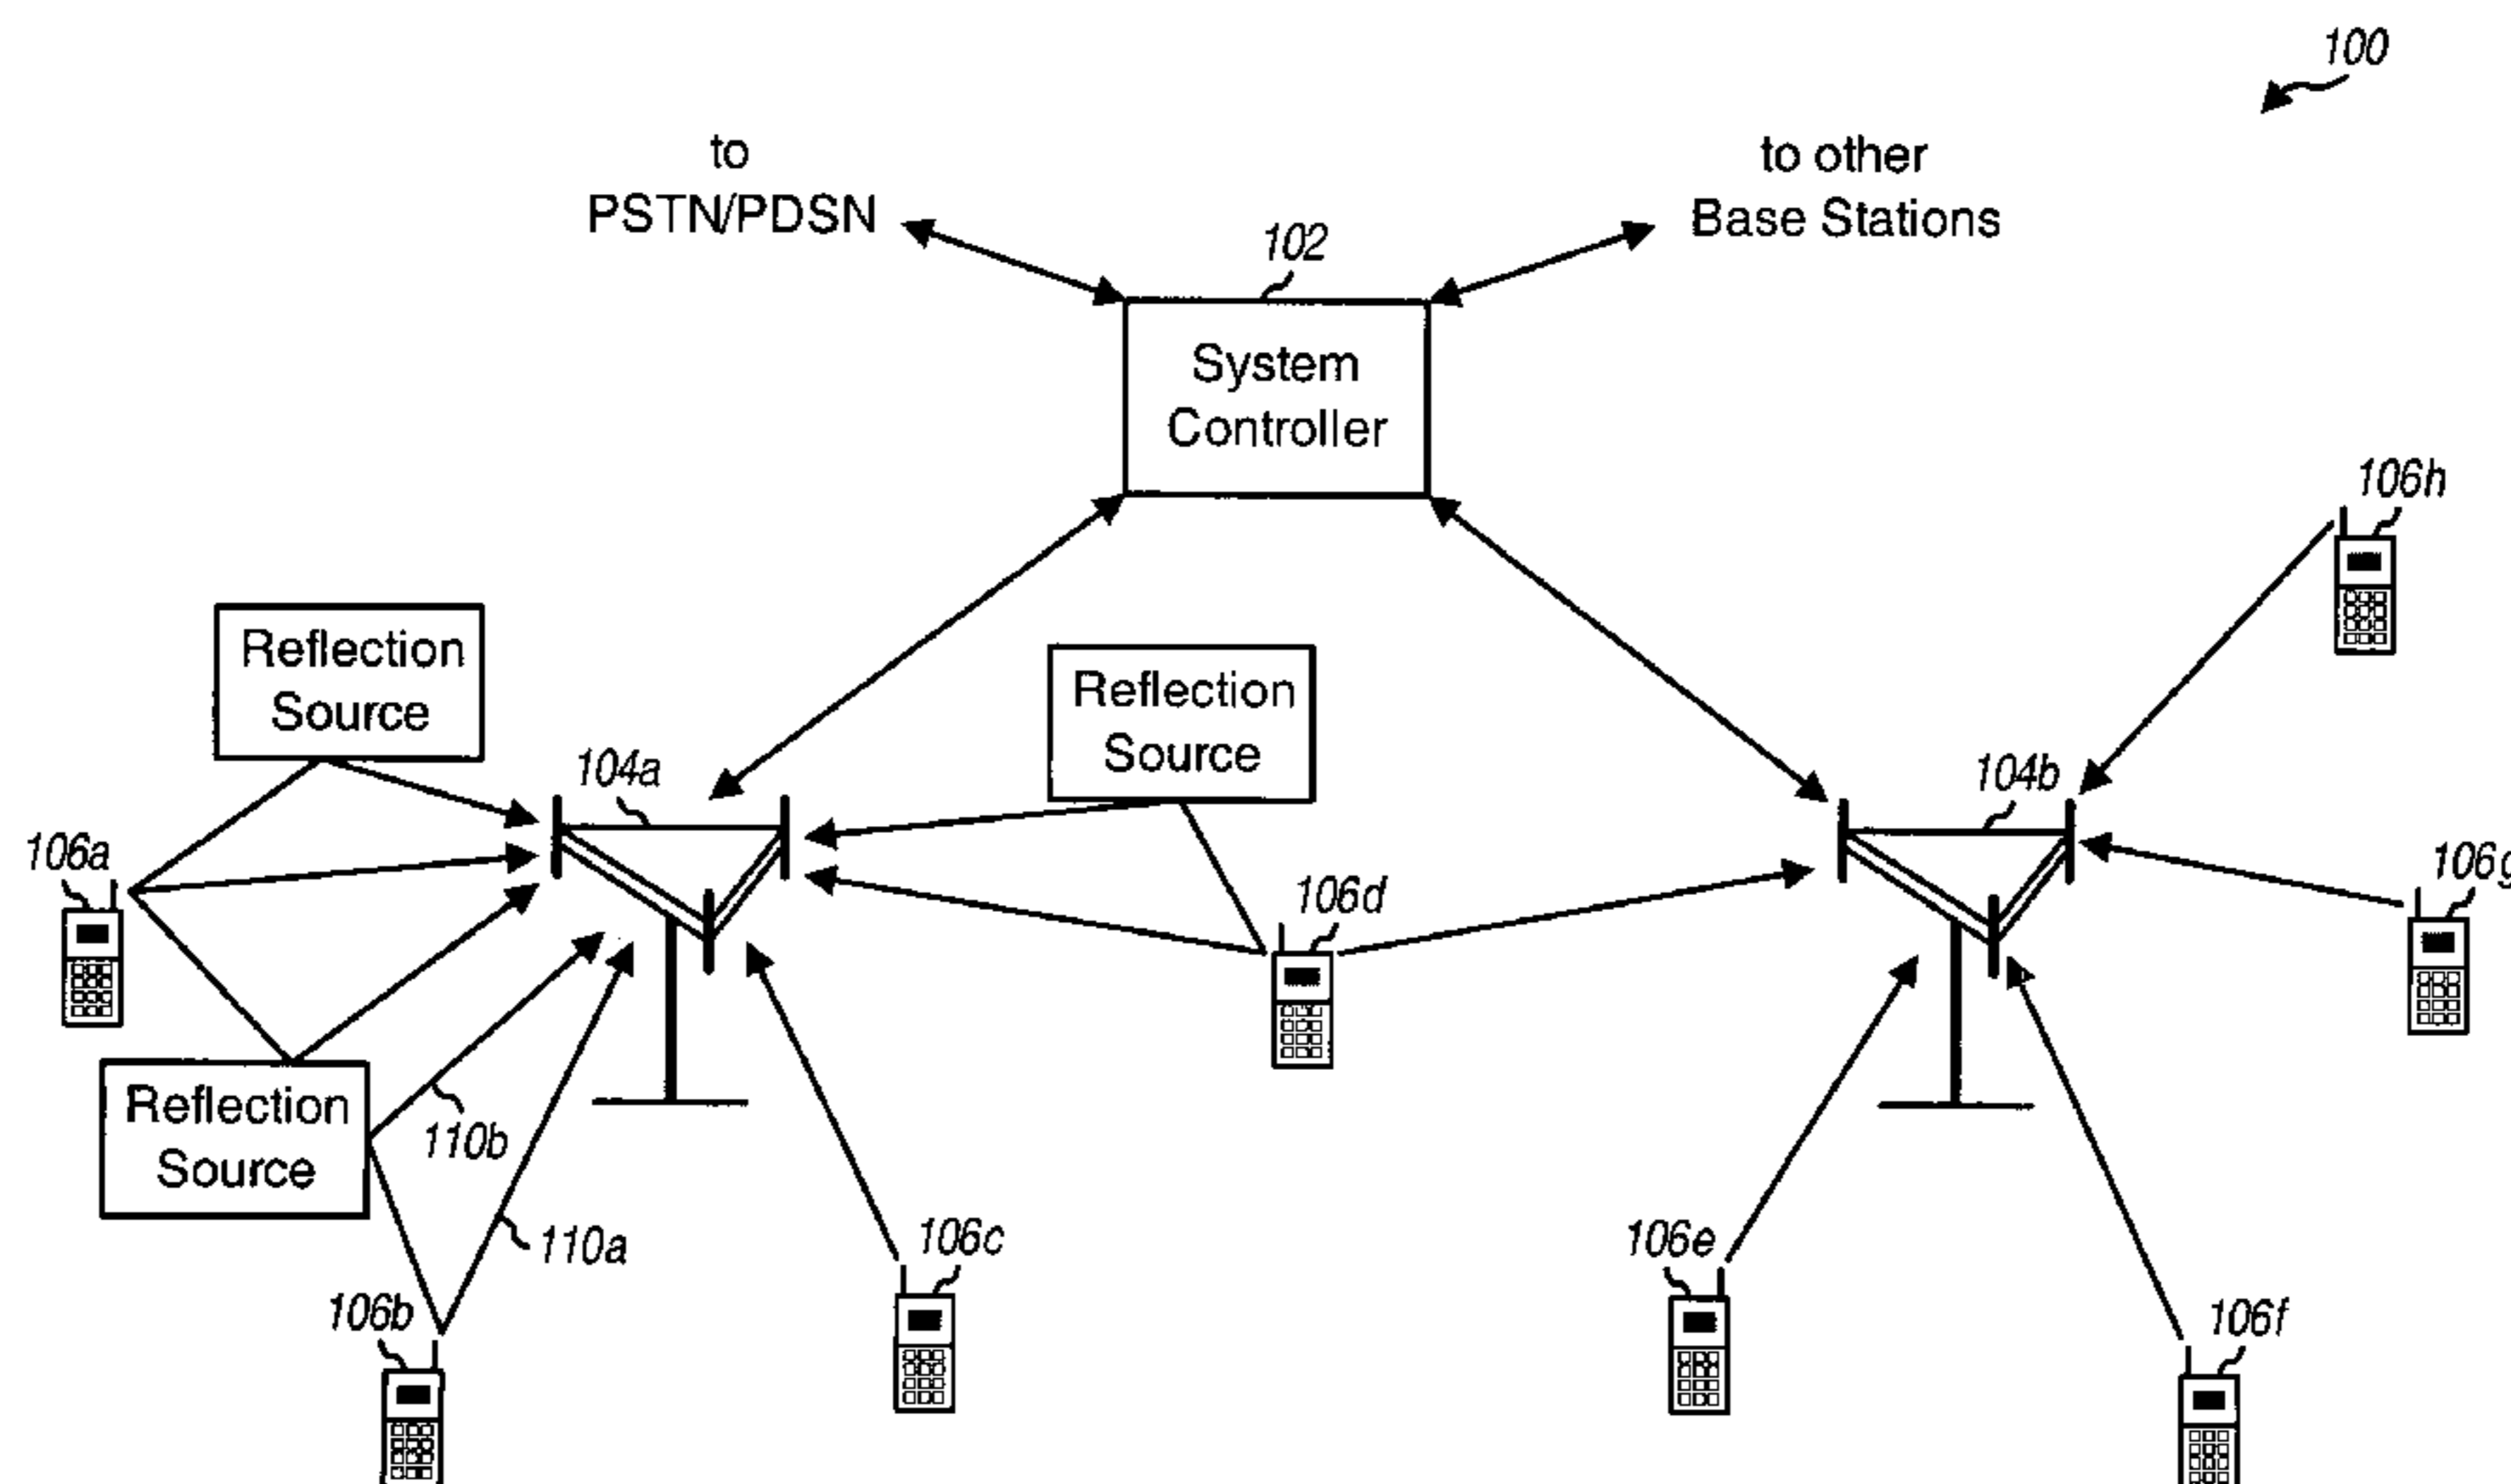 100
to
PSTN/PDSN
to other
Base Stations
102
System
Controller
106h
Reflection
Source
Reflection
Source
104a
104b
106a
106d
106g
Reflection
Source
110b
110a
106c
106e
106b
106f